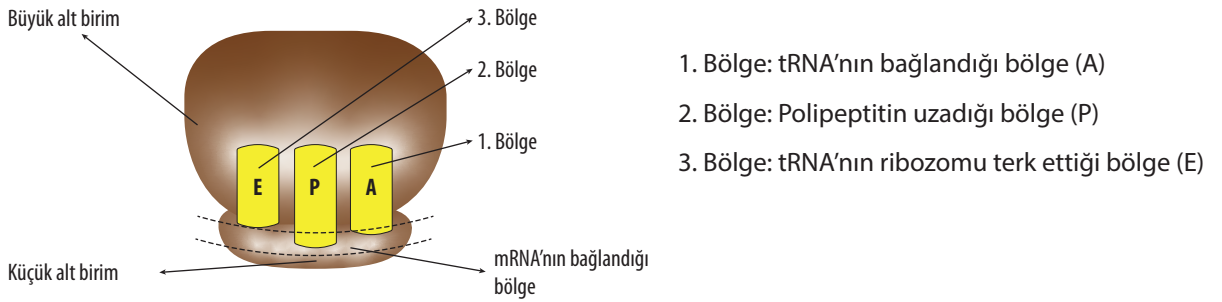 Büyük alt birim
3. Bölge
2. Bölge
1. Bölge
E
P
A
Küçük alt birim
mRNA’nın bağlandığı
bölge
1. Bölge: tRNA’nın bağlandığı bölge (A)
2. Bölge: Polipeptitin uzadığı bölge (P)
3. Bölge: tRNA’nın ribozomu terk ettiği bölge (E)